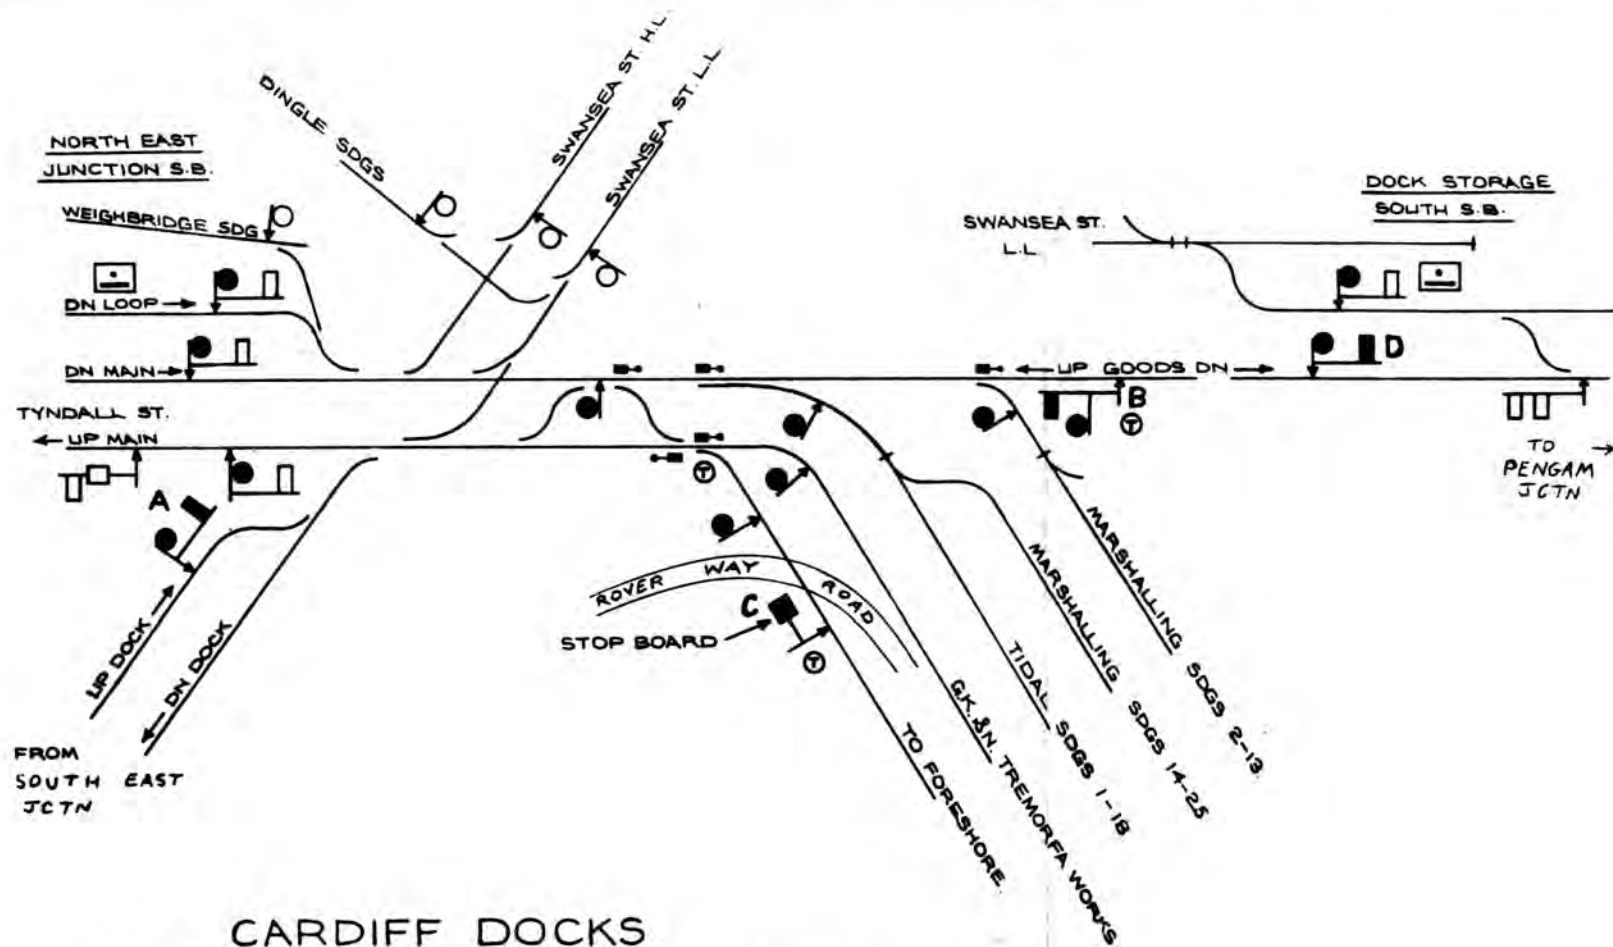 SWANSEA ST. H.L.
SWANSEA ST. L.L
DINGLE SDGS
NORTH EAST
JUNCTION S.B.
WEIGHBRIDGE SDG
DN LOOP
DN MAIN
TYNDALL ST.
UP MAIN
DOCK STORAGE
SOUTH S.B.
SWANSEA ST.
L.L
UP GOODS DN
D
B
T
TO
PENGAM
JCTN
A
T
UP DOCK
DN DOCK
FROM
SOUTH EAST
JCTN
ROVER WAY ROAD
C
STOP BOARD
T
TO FORESHORE
G.K.&N. TREMORFA WORKS
TIDAL SDGS 1-18
MARSHALLING SDGS 14-25
MARSHALLING SDGS 2-13
CARDIFF DOCKS